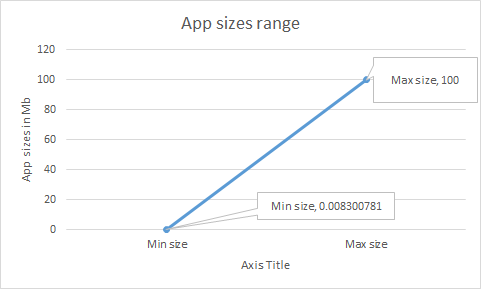 App sizes range
App sizes in Mb
120
100
80
60
40
20
0
Max size, 100
Min size, 0.008300781
Min size
Max size
Axis Title